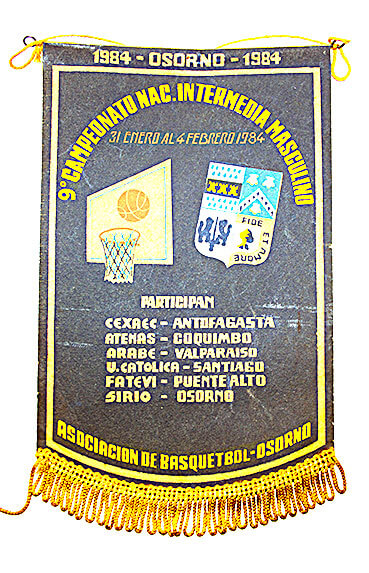 1984 - OSORNO - 1984
9° CAMPEONATO NAC. INTERMEDIA MASCULINO
31 ENERO AL 4 FEBRERO 1984
FIDE
ET AMORE
PARTICIPAN
CEXAEC - ANTOFAGASTA
ATENAS - COQUIMBO
ARABE - VALPARAISO
U. CATOLICA - SANTIAGO
FATEVI - PUENTE ALTO
SIRIO - OSORNO
ASOCIACION DE BASQUETBOL - OSORNO